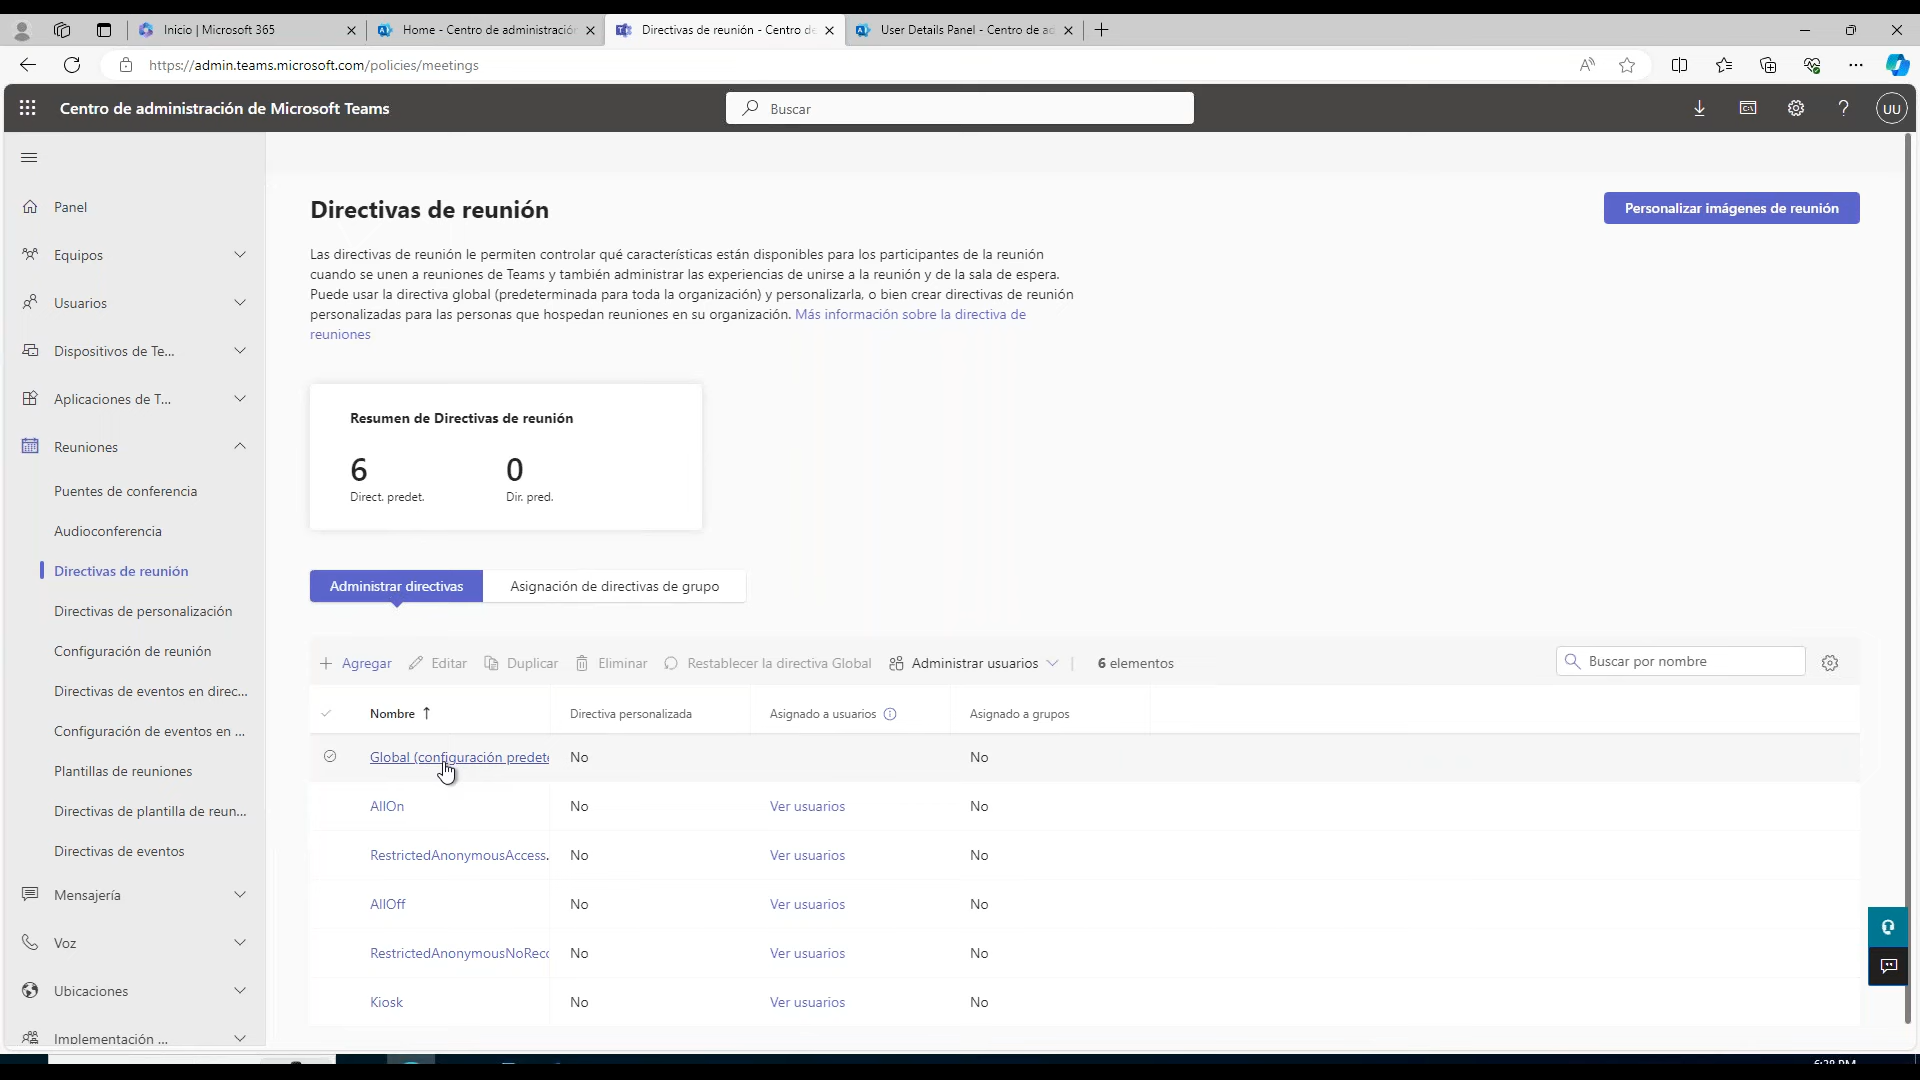 Inicio | Microsoft 365
Home - Centro de administración
Directivas de reunión - Centro de
User Details Panel - Centro de ad
https://admin.teams.microsoft.com/policies/meetings
Centro de administración de Microsoft Teams
Buscar
UU
Panel
Equipos
Usuarios
Dispositivos de Te...
Aplicaciones de T...
Reuniones
Puentes de conferencia
Audioconferencia
Directivas de reunión
Directivas de personalización
Configuración de reunión
Directivas de eventos en direc...
Configuración de eventos en ...
Plantillas de reuniones
Directivas de plantilla de reun...
Directivas de eventos
Mensajería
Voz
Ubicaciones
Implementación ...
Directivas de reunión
Personalizar imágenes de reunión
Las directivas de reunión le permiten controlar qué características están disponibles para los participantes de la reunión
cuando se unen a reuniones de Teams y también administrar las experiencias de unirse a la reunión y de la sala de espera.
Puede usar la directiva global (predeterminada para toda la organización) y personalizarla, o bien crear directivas de reunión
personalizadas para las personas que hospedan reuniones en su organización. Más información sobre la directiva de
reuniones
Resumen de Directivas de reunión
6 0
Direct. predet. Dir. pred.
Administrar directivas Asignación de directivas de grupo
Agregar Editar Duplicar Eliminar Restablecer la directiva Global Administrar usuarios | 6 elementos Buscar por nombre
Nombre ↑ Directiva personalizada Asignado a usuarios Asignado a grupos
Global (configuración predete No No
AllOn No Ver usuarios No
RestrictedAnonymousAccess. No Ver usuarios No
AllOff No Ver usuarios No
RestrictedAnonymousNoReco No Ver usuarios No
Kiosk No Ver usuarios No